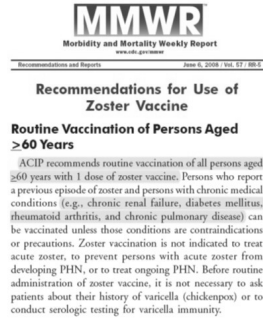 MMWR
Morbidity and Mortality Weekly Report
www.cdc.gov/mmwr
Recommendations and Reports June 6, 2008 / Vol. 57 / RR-5
Recommendations for Use of
Zoster Vaccine
Routine Vaccination of Persons Aged
≥60 Years
ACIP recommends routine vaccination of all persons aged
≥60 years with 1 dose of zoster vaccine. Persons who report
a previous episode of zoster and persons with chronic medical
conditions (e.g., chronic renal failure, diabetes mellitus,
rheumatoid arthritis, and chronic pulmonary disease) can
be vaccinated unless those conditions are contraindications
or precautions. Zoster vaccination is not indicated to treat
acute zoster, to prevent persons with acute zoster from
developing PHN, or to treat ongoing PHN. Before routine
administration of zoster vaccine, it is not necessary to ask
patients about their history of varicella (chickenpox) or to
conduct serologic testing for varicella immunity.